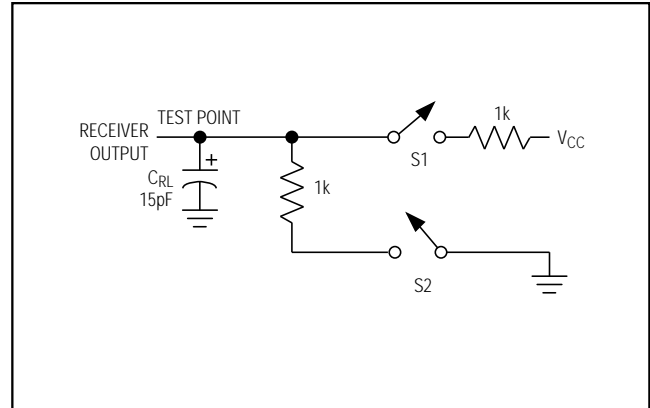 TEST POINT
RECEIVER
OUTPUT
CRL
15pF
+
1k
S1
1k
VCC
S2